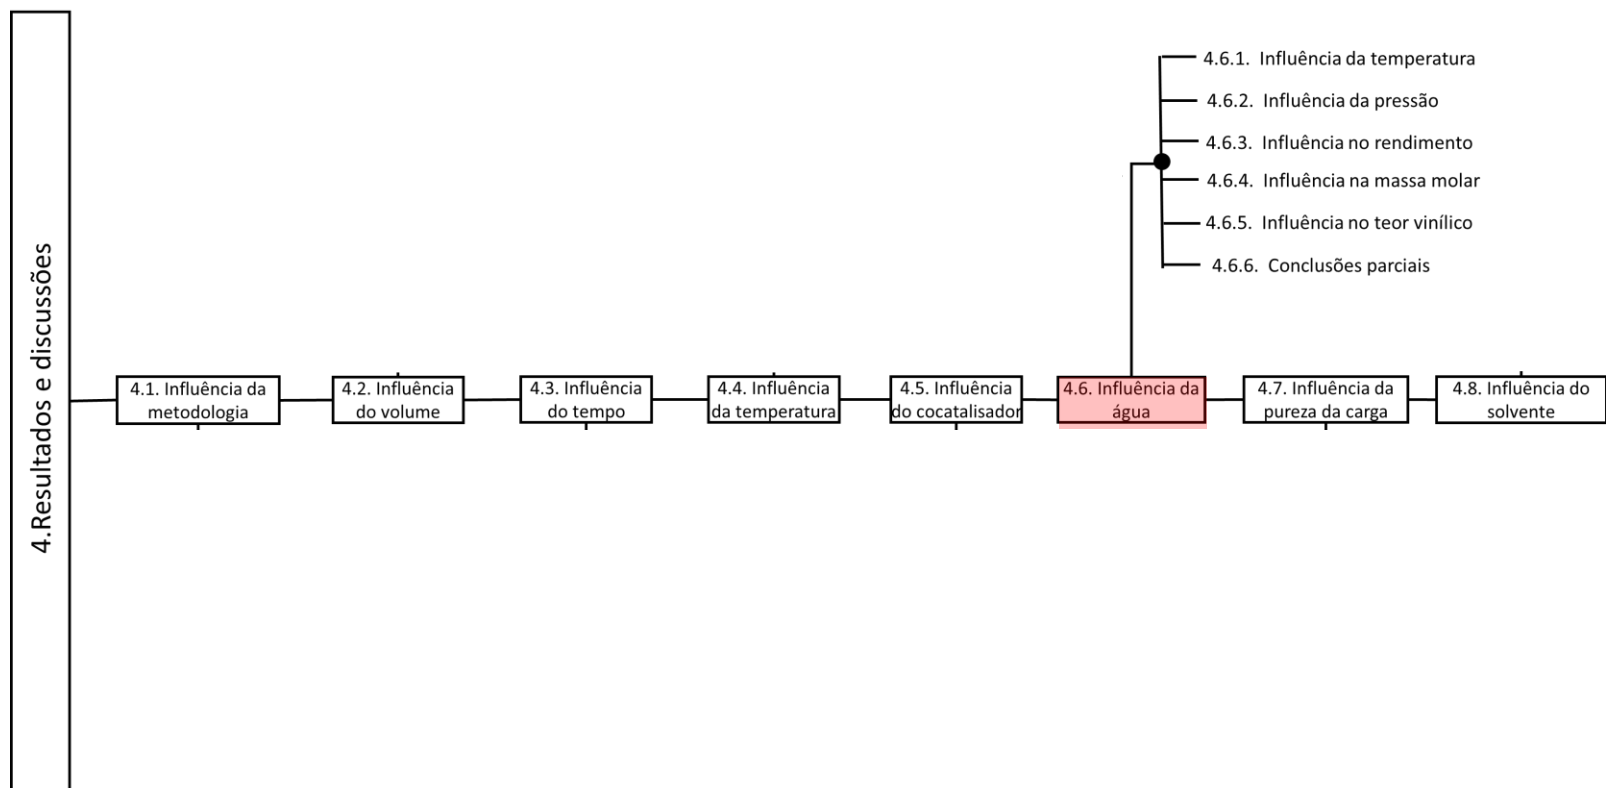 4.Resultados e discussões
4.6.1. Influência da temperatura
4.6.2. Influência da pressão
4.6.3. Influência no rendimento
4.6.4. Influência na massa molar
4.6.5. Influência no teor vinílico
4.6.6. Conclusões parciais
4.1. Influência da
metodologia
4.2. Influência
do volume
4.3. Influência
do tempo
4.4. Influência
da temperatura
4.5. Influência
do cocatalisador
4.6. Influência da
água
4.7. Influência da
pureza da carga
4.8. Influência do
solvente